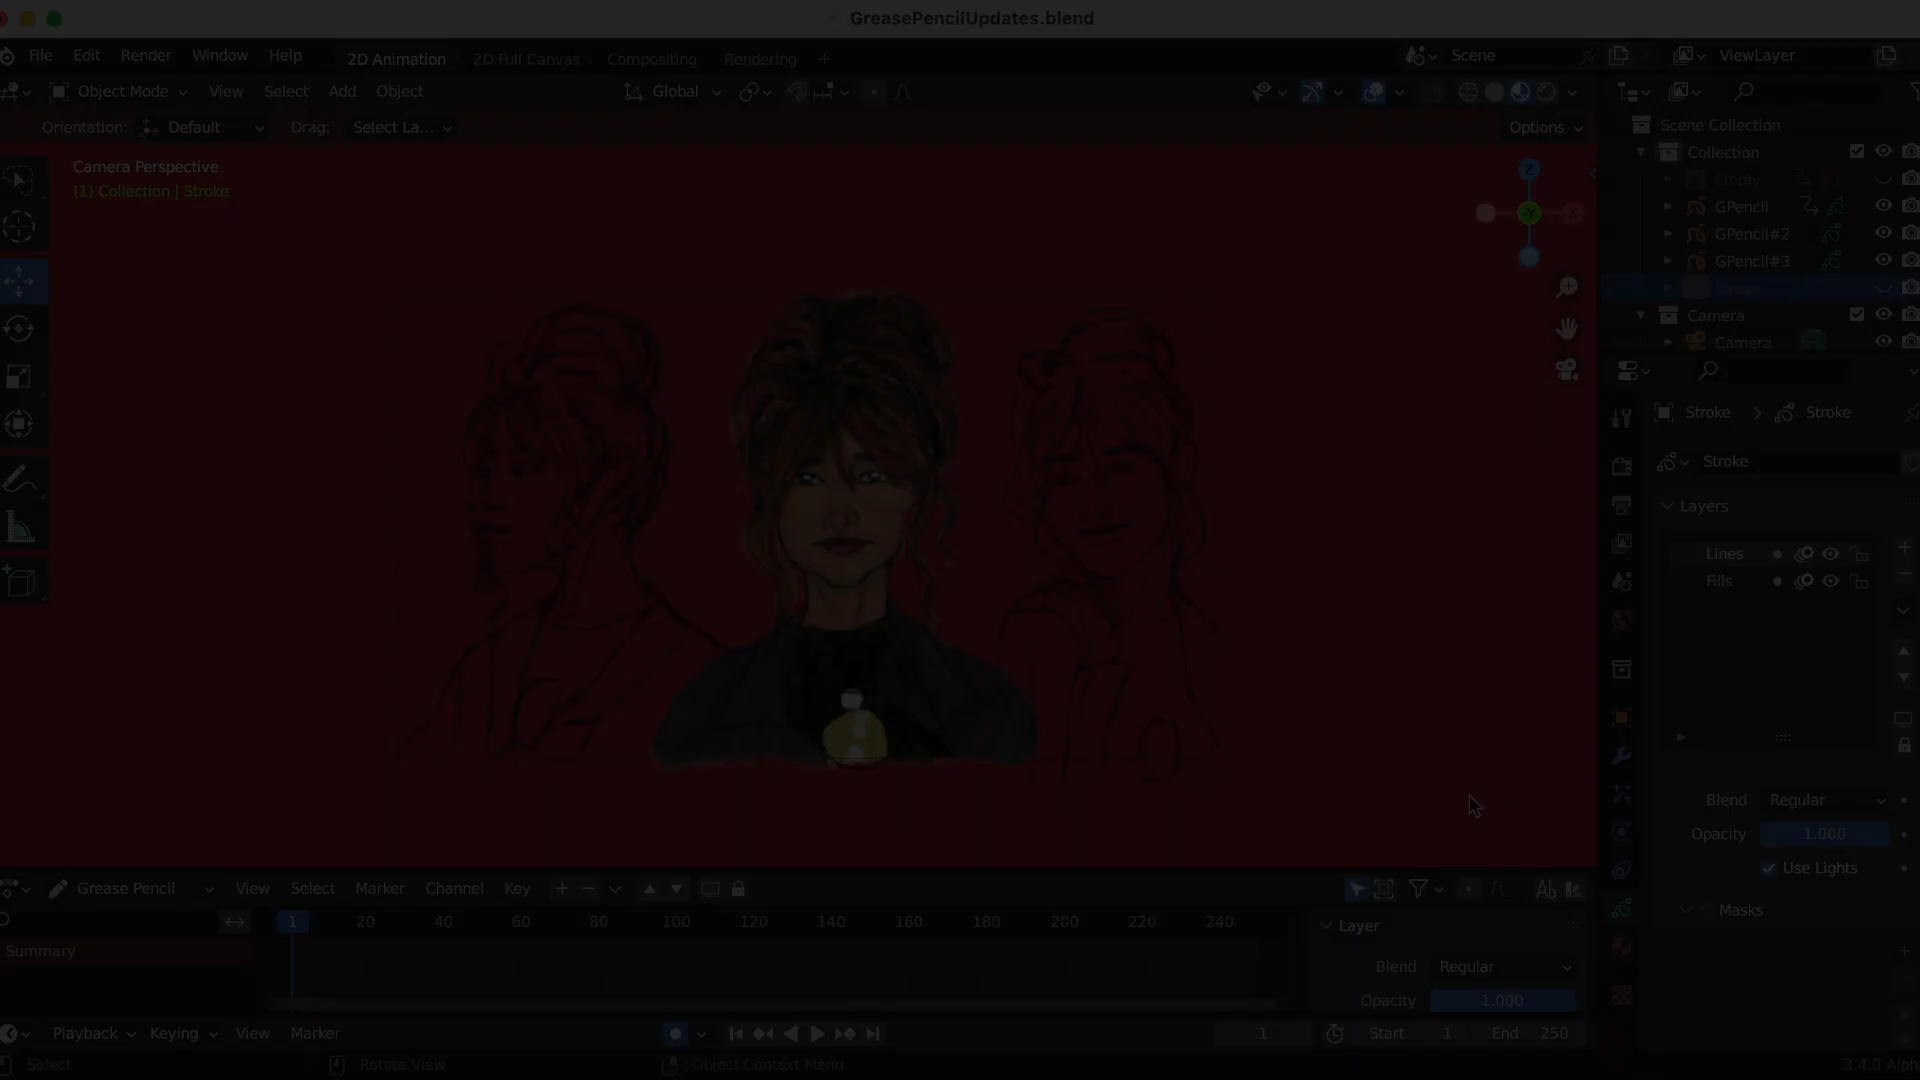 GreasePencilUpdates.blend
File Edit Render Window Help 2D Animation 2D Full Canvas Compositing Rendering + Scene ViewLayer
Object Mode View Select Add Object Global
Orientation: Default Drag: Select La... Options
Camera Perspective
(1) Collection | Stroke
Z
-Y
X
Scene Collection
Collection
Empty
GPencil
GPencil#2
GPencil#3
Camera
Camera
Stroke > Stroke
Stroke
Layers
Lines
Fills
Blend Regular
Opacity 1.000
Use Lights
Masks
Grease Pencil View Select Marker Channel Key
1 20 40 60 80 100 120 140 160 180 200 220 240
Summary
Layer
Blend Regular
Opacity 1.000
Playback Keying View Marker 1 Start 1 End 250
Select Rotate View Object Context Menu 3.4.0 Alph